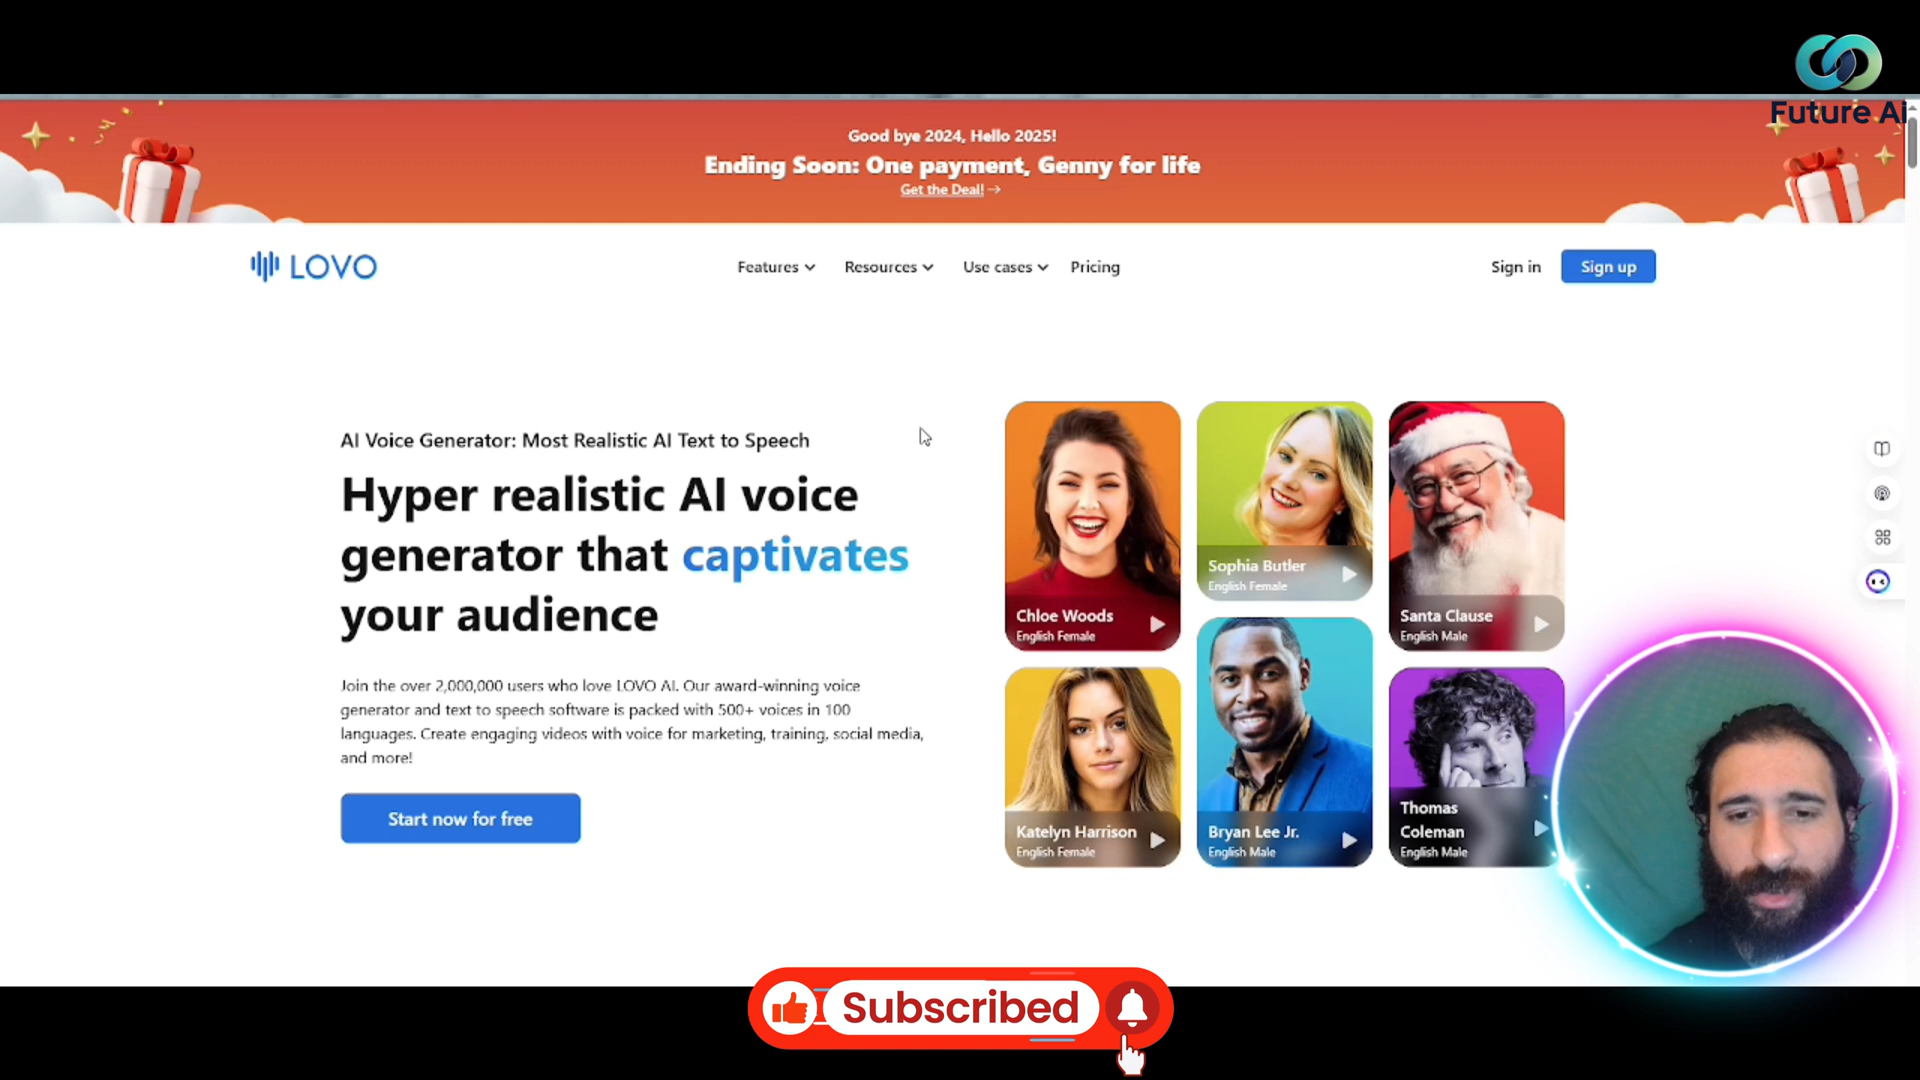 Future Ai
Good bye 2024, Hello 2025!
Ending Soon: One payment, Genny for life
Get the Deal! →
LOVO
Features
Resources
Use cases
Pricing
Sign in
Sign up
AI Voice Generator: Most Realistic AI Text to Speech
Hyper realistic AI voice
generator that captivates
your audience
Join the over 2,000,000 users who love LOVO AI. Our award-winning voice
generator and text to speech software is packed with 500+ voices in 100
languages. Create engaging videos with voice for marketing, training, social media,
and more!
Start now for free
Chloe Woods
English Female
Sophia Butler
English Female
Santa Clause
English Male
Katelyn Harrison
English Female
Bryan Lee Jr.
English Male
Thomas
Coleman
English Male
Subscribed